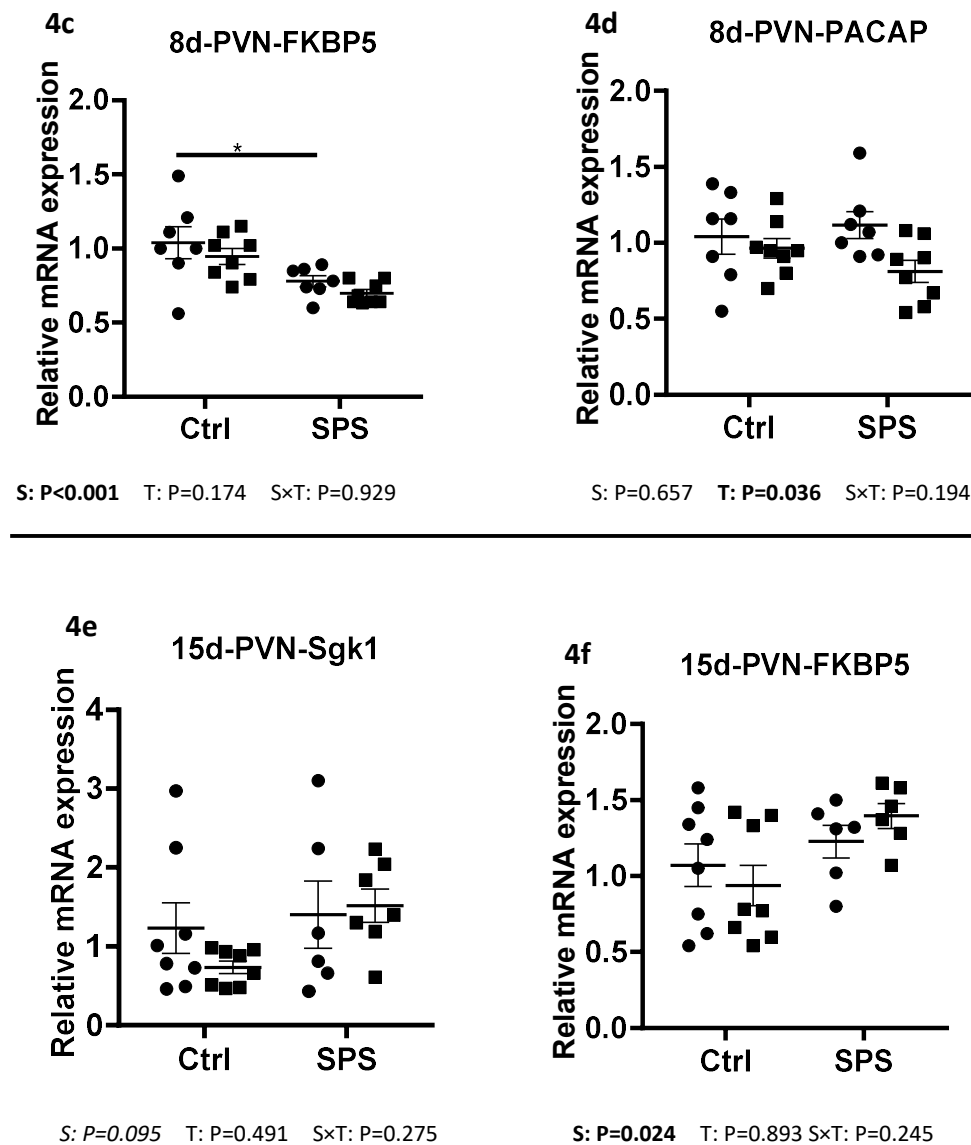 4c
8d-PVN-FKBP5
Relative mRNA expression
2.0
1.5
1.0
0.5
0.0
*
Ctrl SPS
S: P<0.001 T: P=0.174 S×T: P=0.929
4d
8d-PVN-PACAP
Relative mRNA expression
2.0
1.5
1.0
0.5
0.0
Ctrl SPS
S: P=0.657 T: P=0.036 S×T: P=0.194
4e
15d-PVN-Sgk1
Relative mRNA expression
4
3
2
1
0
Ctrl SPS
S: P=0.095 T: P=0.491 S×T: P=0.275
4f
15d-PVN-FKBP5
Relative mRNA expression
2.0
1.5
1.0
0.5
0.0
Ctrl SPS
S: P=0.024 T: P=0.893 S×T: P=0.245